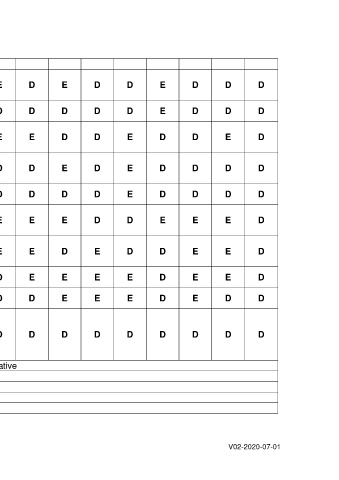 E D E D D E D D D
D D D D D E D D D
E E D D E D D E D
D D E D E D D D D
D D D D E D D D D
E E E D D E E E D
E E D E D D E E D
D E E E E D E E D
D D E E E D E D D
D D D D D D D D D
ative
V02-2020-07-01